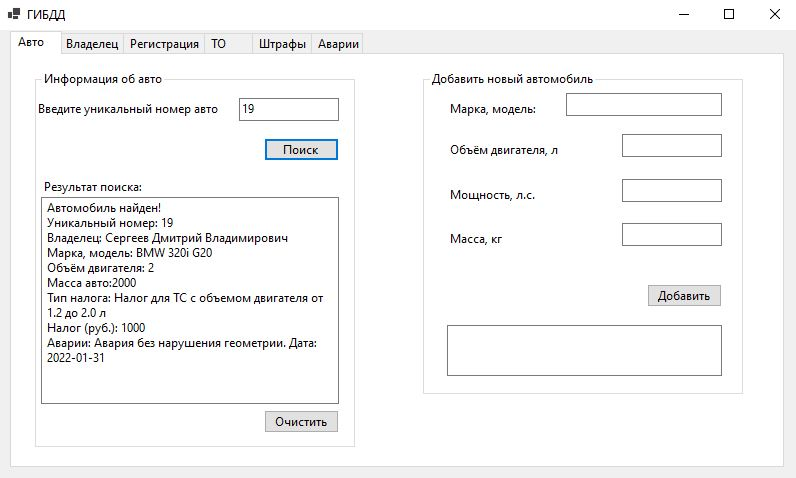 ГИБДД
Авто Владелец Регистрация ТО Штрафы Аварии
Информация об авто
Введите уникальный номер авто 19
Поиск
Результат поиска:
Автомобиль найден!
Уникальный номер: 19
Владелец: Сергеев Дмитрий Владимирович
Марка, модель: BMW 320i G20
Объём двигателя: 2
Масса авто:2000
Тип налога: Налог для ТС с объемом двигателя от
1.2 до 2.0 л
Налог (руб.): 1000
Аварии: Авария без нарушения геометрии. Дата:
2022-01-31
Очистить
Добавить новый автомобиль
Марка, модель:
Объём двигателя, л
Мощность, л.с.
Масса, кг
Добавить